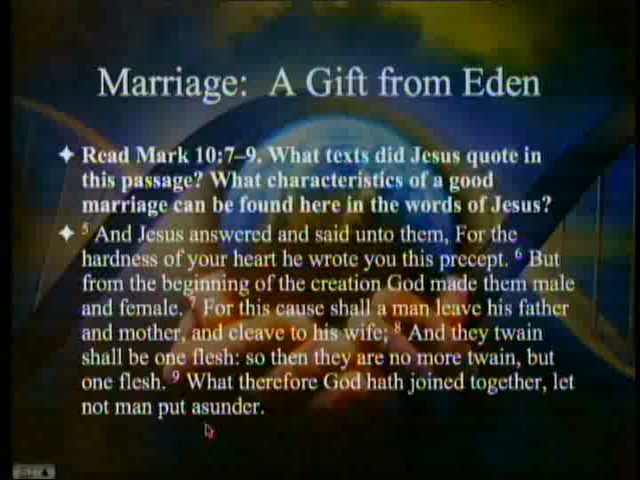 Marriage: A Gift from Eden
✦ Read Mark 10:7–9. What texts did Jesus quote in
this passage? What characteristics of a good
marriage can be found here in the words of Jesus?
✦ ⁵ And Jesus answered and said unto them, For the
hardness of your heart he wrote you this precept. ⁶ But
from the beginning of the creation God made them male
and female. ⁷ For this cause shall a man leave his father
and mother, and cleave to his wife; ⁸ And they twain
shall be one flesh: so then they are no more twain, but
one flesh. ⁹ What therefore God hath joined together, let
not man put asunder.